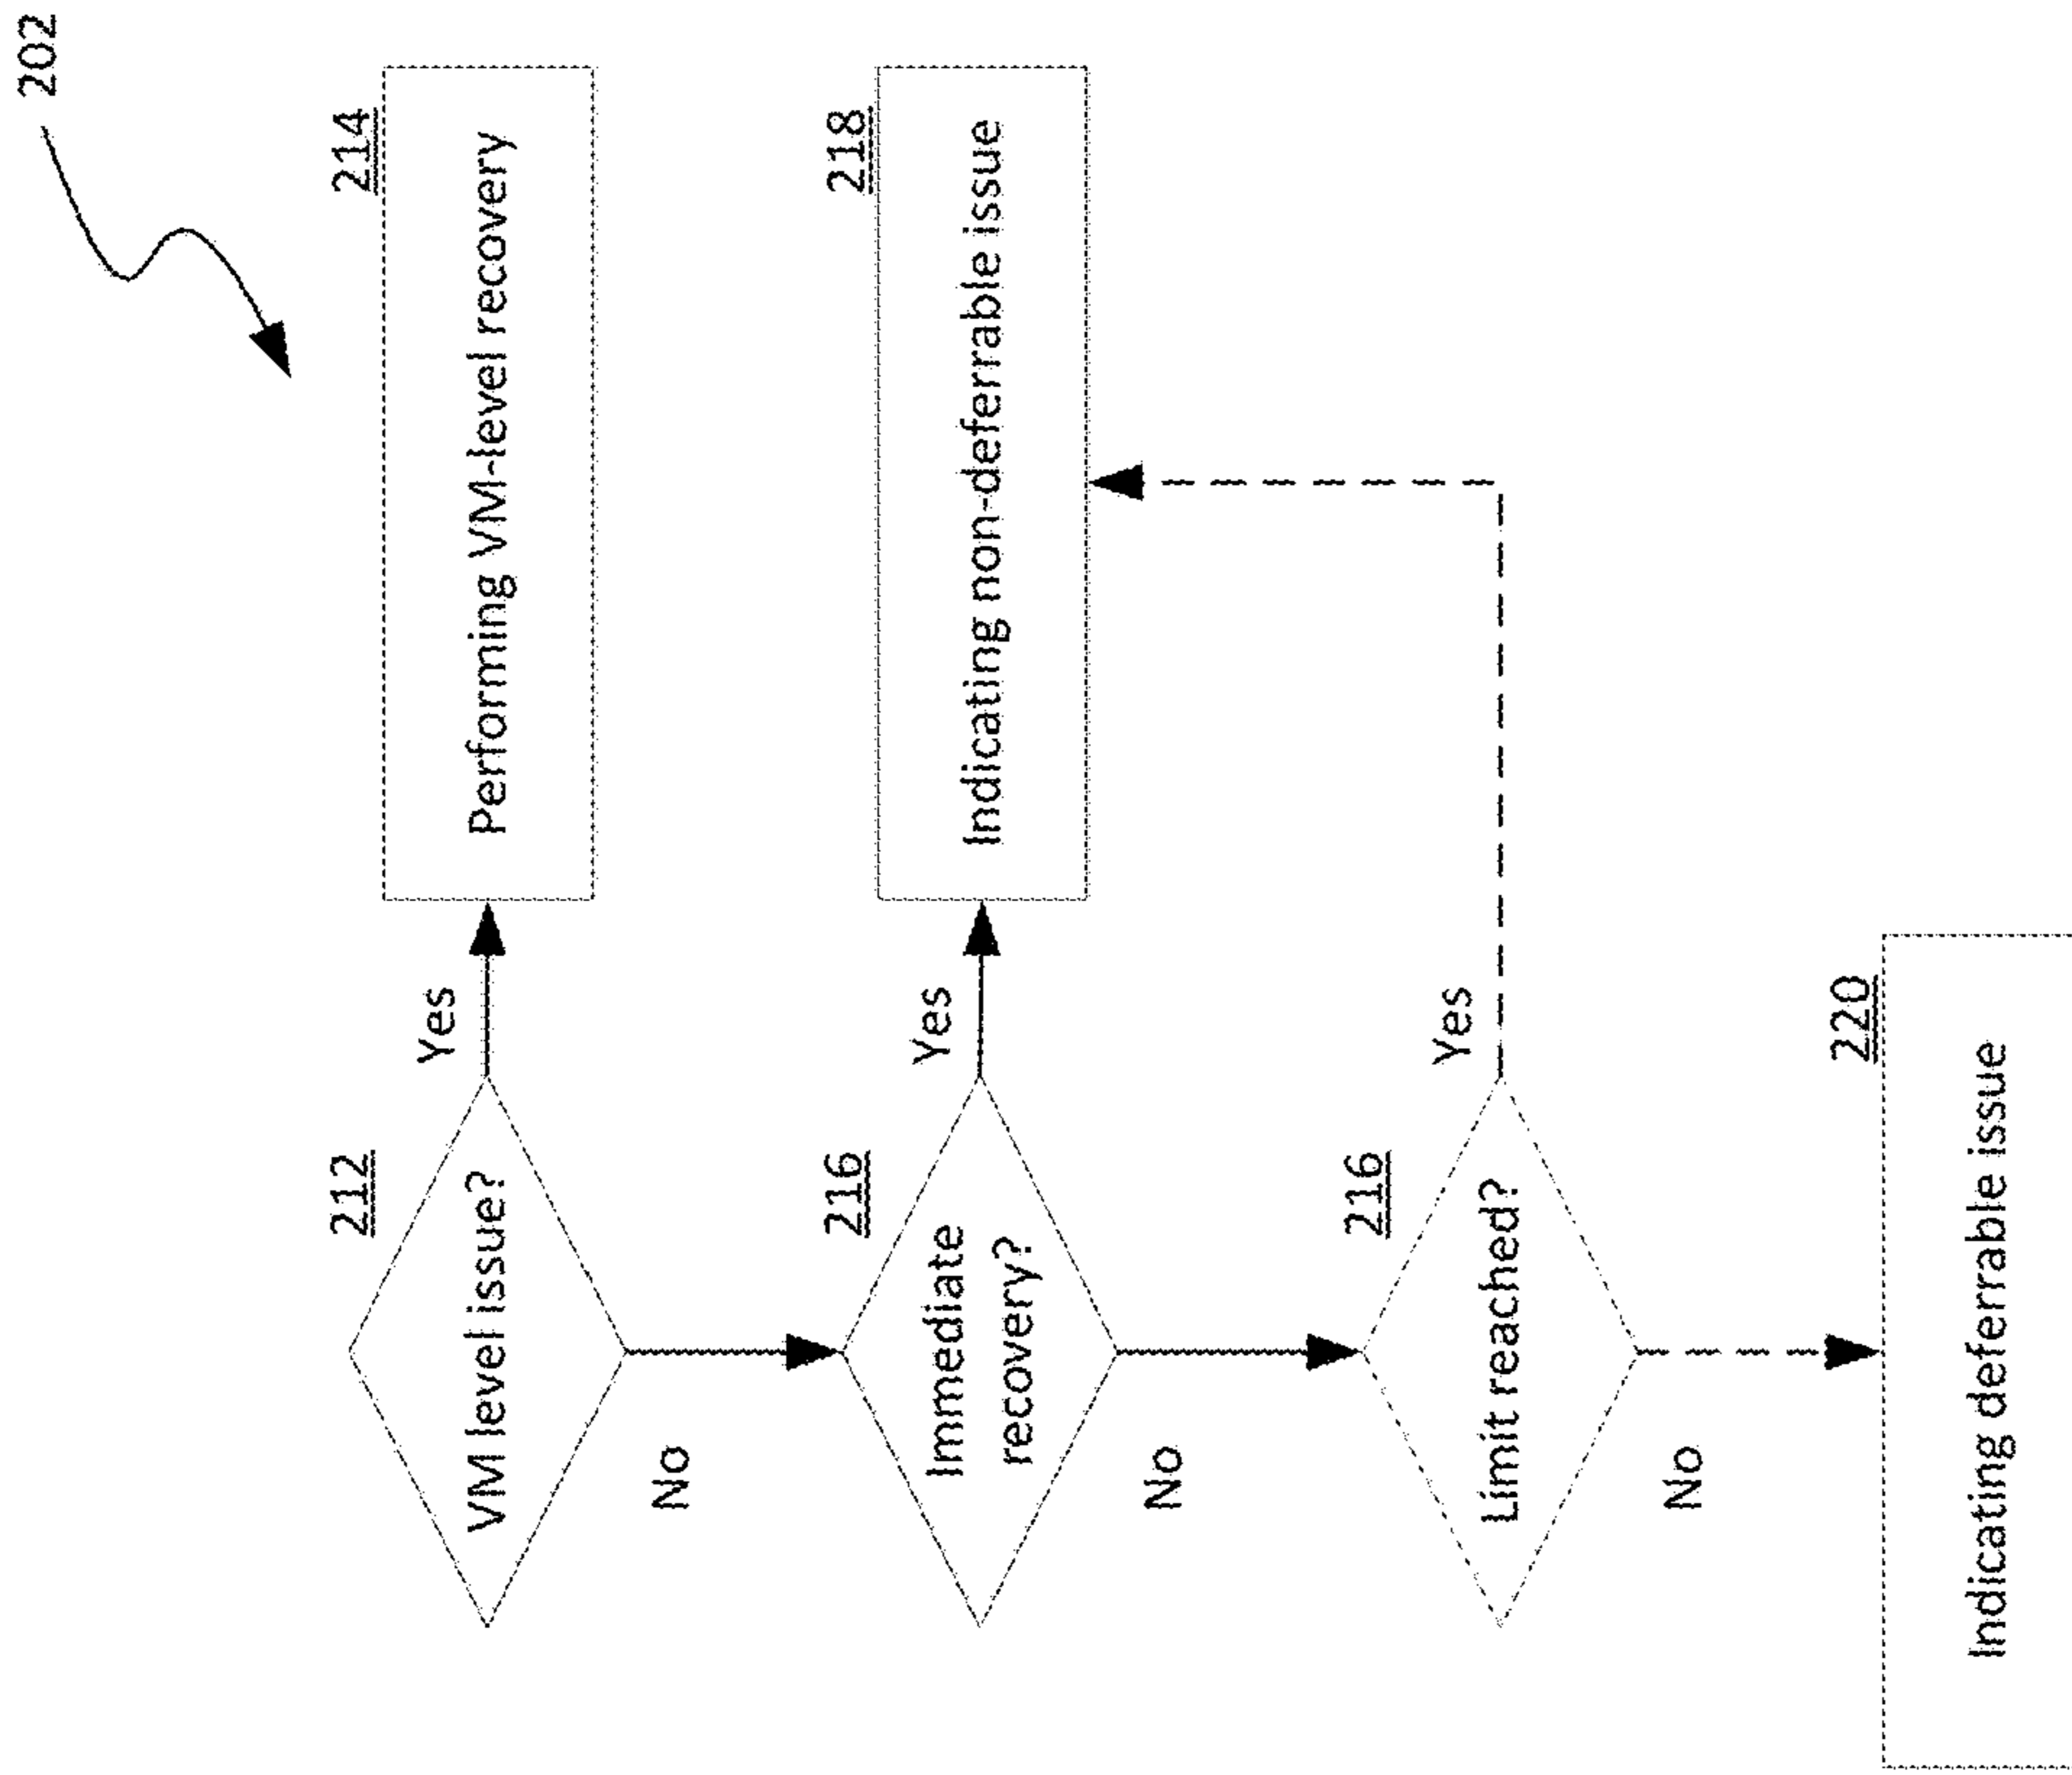 202
212
VM level issue?
Yes
214
Performing VM-level recovery
No
216
Immediate
recovery?
Yes
218
Indicating non-deferrable issue
No
216
Limit reached?
Yes
No
220
Indicating deferrable issue